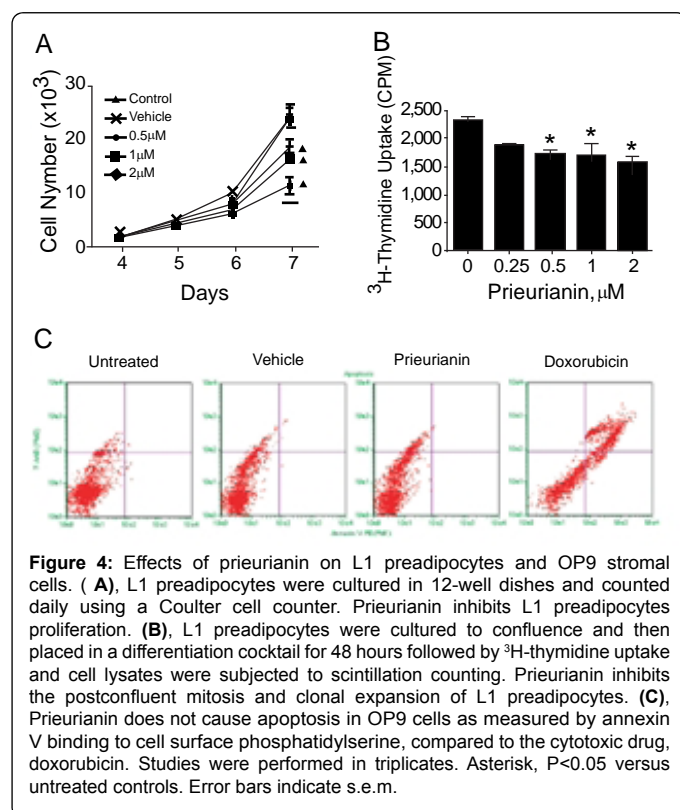 A
Cell Nymber (x10³)
30
20
10
0
Control
Vehicle
0.5µM
1µM
2µM
4 5 6 7
Days
B
³H-Thymidine Uptake (CPM)
2,500
2,000
1,500
1,000
500
0
* * *
0 0.25 0.5 1 2
Prieurianin, µM
C
Untreated Vehicle Prieurianin Doxorubicin
Apoptosis
Figure 4: Effects of prieurianin on L1 preadipocytes and OP9 stromal
cells. ( A), L1 preadipocytes were cultured in 12-well dishes and counted
daily using a Coulter cell counter. Prieurianin inhibits L1 preadipocytes
proliferation. (B), L1 preadipocytes were cultured to confluence and then
placed in a differentiation cocktail for 48 hours followed by ³H-thymidine uptake
and cell lysates were subjected to scintillation counting. Prieurianin inhibits
the postconfluent mitosis and clonal expansion of L1 preadipocytes. (C),
Prieurianin does not cause apoptosis in OP9 cells as measured by annexin
V binding to cell surface phosphatidylserine, compared to the cytotoxic drug,
doxorubicin. Studies were performed in triplicates. Asterisk, P<0.05 versus
untreated controls. Error bars indicate s.e.m.